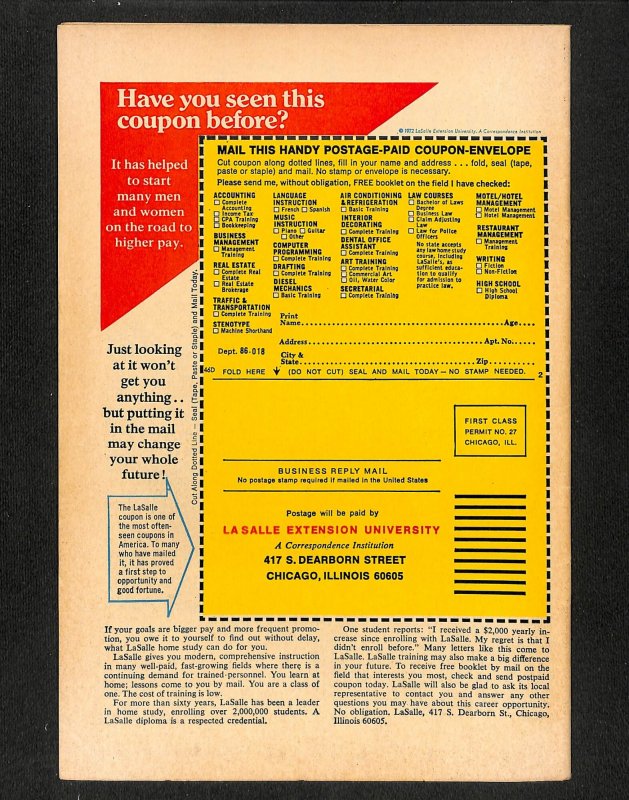 Have you seen this
coupon before?
© 1972 LaSalle Extension University, A Correspondence Institution
It has helped
to start
many men
and women
on the road to
higher pay.
Just looking
at it won't
get you
anything . .
but putting it
in the mail
may change
your whole
future!
The LaSalle
coupon is one of
the most often-
seen coupons in
America. To many
who have mailed
it, it has proved
a first step to
opportunity and
good fortune.
Cut Along Dotted Line — Seal (Tape, Paste or Staple) and Mail Today.
MAIL THIS HANDY POSTAGE-PAID COUPON-ENVELOPE
Cut coupon along dotted lines, fill in your name and address . . . fold, seal (tape,
paste or staple) and mail. No stamp or envelope is necessary.
Please send me, without obligation, FREE booklet on the field I have checked:
ACCOUNTING
☐ Complete
Accounting
☐ Income Tax
☐ CPA Training
☐ Bookkeeping
BUSINESS
MANAGEMENT
☐ Management
Training
REAL ESTATE
☐ Complete Real
Estate
☐ Real Estate
Brokerage
TRAFFIC &
TRANSPORTATION
☐ Complete Training
STENOTYPE
☐ Machine Shorthand
LANGUAGE
INSTRUCTION
☐ French ☐ Spanish
MUSIC
INSTRUCTION
☐ Piano ☐ Guitar
☐ Other
COMPUTER
PROGRAMMING
☐ Complete Training
DRAFTING
☐ Complete Training
DIESEL
MECHANICS
☐ Basic Training
AIR CONDITIONING
& REFRIGERATION
☐ Basic Training
INTERIOR
DECORATING
☐ Complete Training
DENTAL OFFICE
ASSISTANT
☐ Complete Training
ART TRAINING
☐ Complete Training
☐ Commercial Art
☐ Oil, Water Color
SECRETARIAL
☐ Complete Training
LAW COURSES
☐ Bachelor of Laws
Degree
☐ Business Law
☐ Claim Adjusting
Law
☐ Law for Police
Officers
No state accepts
any law home study
course, including
LaSalle's, as
sufficient educa-
tion to qualify
for admission to
practice law.
MOTEL/HOTEL
MANAGEMENT
☐ Motel Management
☐ Hotel Management
RESTAURANT
MANAGEMENT
☐ Management
Training
WRITING
☐ Fiction
☐ Non-Fiction
HIGH SCHOOL
☐ High School
Diploma
Print
Name Age
Address Apt. No.
Dept. 86-018
City &
State Zip
46D FOLD HERE (DO NOT CUT) SEAL AND MAIL TODAY — NO STAMP NEEDED. 2
FIRST CLASS
PERMIT NO. 27
CHICAGO, ILL.
BUSINESS REPLY MAIL
No postage stamp required if mailed in the United States
Postage will be paid by
LA SALLE EXTENSION UNIVERSITY
A Correspondence Institution
417 S. DEARBORN STREET
CHICAGO, ILLINOIS 60605
If your goals are bigger pay and more frequent promo-
tion, you owe it to yourself to find out without delay,
what LaSalle home study can do for you.
LaSalle gives you modern, comprehensive instruction
in many well-paid, fast-growing fields where there is a
continuing demand for trained-personnel. You learn at
home; lessons come to you by mail. You are a class of
one. The cost of training is low.
For more than sixty years, LaSalle has been a leader
in home study, enrolling over 2,000,000 students. A
LaSalle diploma is a respected credential.
One student reports: "I received a $2,000 yearly in-
crease since enrolling with LaSalle. My regret is that I
didn't enroll before." Many letters like this come to
LaSalle. LaSalle training may also make a big difference
in your future. To receive free booklet by mail on the
field that interests you most, check and send postpaid
coupon today. LaSalle will also be glad to ask its local
representative to contact you and answer any other
questions you may have about this career opportunity.
No obligation. LaSalle, 417 S. Dearborn St., Chicago,
Illinois 60605.